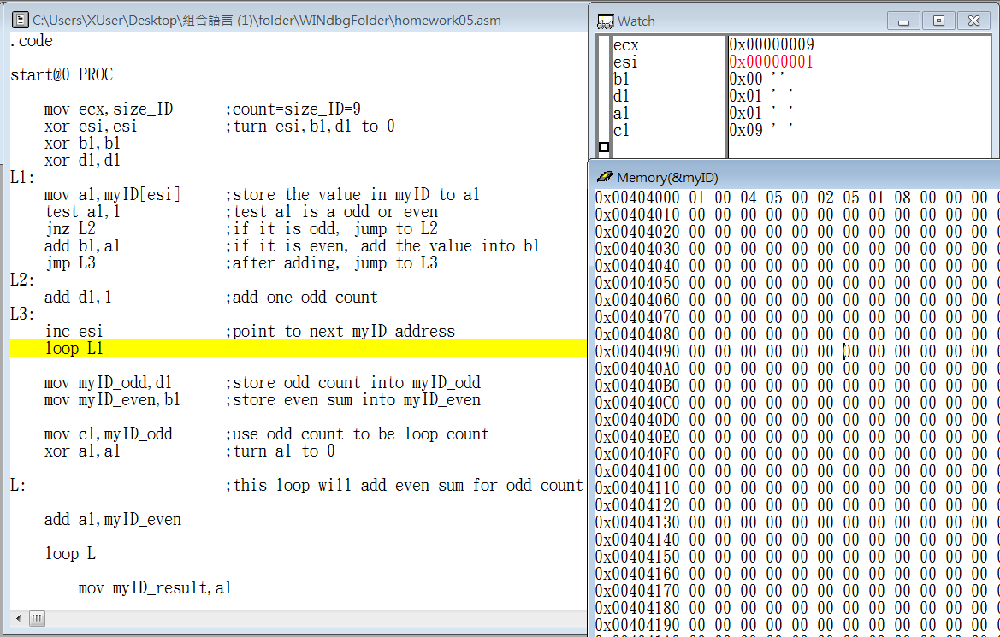 C:\Users\XUser\Desktop\組合語言 (1)\folder\WINdbgFolder\homework05.asm
.code
start@0 PROC
mov ecx,size_ID ;count=size_ID=9
xor esi,esi ;turn esi,bl,dl to 0
xor bl,bl
xor dl,dl
L1:
mov al,myID[esi] ;store the value in myID to al
test al,1 ;test al is a odd or even
jnz L2 ;if it is odd, jump to L2
add bl,al ;if it is even, add the value into bl
jmp L3 ;after adding, jump to L3
L2:
add dl,1 ;add one odd count
L3:
inc esi ;point to next myID address
loop L1
mov myID_odd,dl ;store odd count into myID_odd
mov myID_even,bl ;store even sum into myID_even
mov cl,myID_odd ;use odd count to be loop count
xor al,al ;turn al to 0
L: ;this loop will add even sum for odd count
add al,myID_even
loop L
mov myID_result,al
Watch
ecx 0x00000009
esi 0x00000001
bl 0x00 ''
dl 0x01 ' '
al 0x01 ' '
cl 0x09 ' '
Memory(&myID)
0x00404000 01 00 04 05 00 02 05 01 08 00 00 00
0x00404010 00 00 00 00 00 00 00 00 00 00 00 00
0x00404020 00 00 00 00 00 00 00 00 00 00 00 00
0x00404030 00 00 00 00 00 00 00 00 00 00 00 00
0x00404040 00 00 00 00 00 00 00 00 00 00 00 00
0x00404050 00 00 00 00 00 00 00 00 00 00 00 00
0x00404060 00 00 00 00 00 00 00 00 00 00 00 00
0x00404070 00 00 00 00 00 00 00 00 00 00 00 00
0x00404080 00 00 00 00 00 00 00 00 00 00 00 00
0x00404090 00 00 00 00 00 00 00 00 00 00 00 00
0x004040A0 00 00 00 00 00 00 00 00 00 00 00 00
0x004040B0 00 00 00 00 00 00 00 00 00 00 00 00
0x004040C0 00 00 00 00 00 00 00 00 00 00 00 00
0x004040D0 00 00 00 00 00 00 00 00 00 00 00 00
0x004040E0 00 00 00 00 00 00 00 00 00 00 00 00
0x004040F0 00 00 00 00 00 00 00 00 00 00 00 00
0x00404100 00 00 00 00 00 00 00 00 00 00 00 00
0x00404110 00 00 00 00 00 00 00 00 00 00 00 00
0x00404120 00 00 00 00 00 00 00 00 00 00 00 00
0x00404130 00 00 00 00 00 00 00 00 00 00 00 00
0x00404140 00 00 00 00 00 00 00 00 00 00 00 00
0x00404150 00 00 00 00 00 00 00 00 00 00 00 00
0x00404160 00 00 00 00 00 00 00 00 00 00 00 00
0x00404170 00 00 00 00 00 00 00 00 00 00 00 00
0x00404180 00 00 00 00 00 00 00 00 00 00 00 00
0x00404190 00 00 00 00 00 00 00 00 00 00 00 00